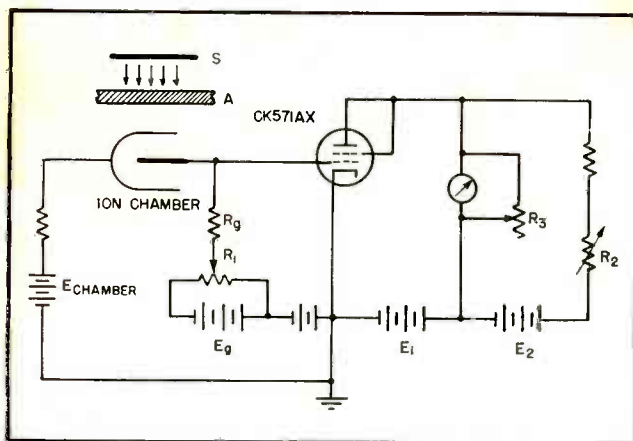 S
A
CK571AX
ION CHAMBER
Rg
R1
R3
R2
ECHAMBER
Eg
E1
E2